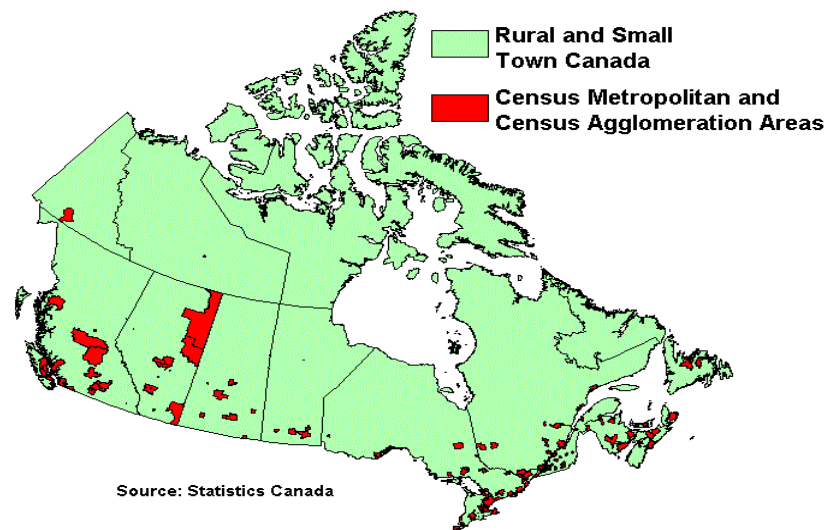 Rural and Small
Town Canada
Census Metropolitan and
Census Agglomeration Areas
Source: Statistics Canada